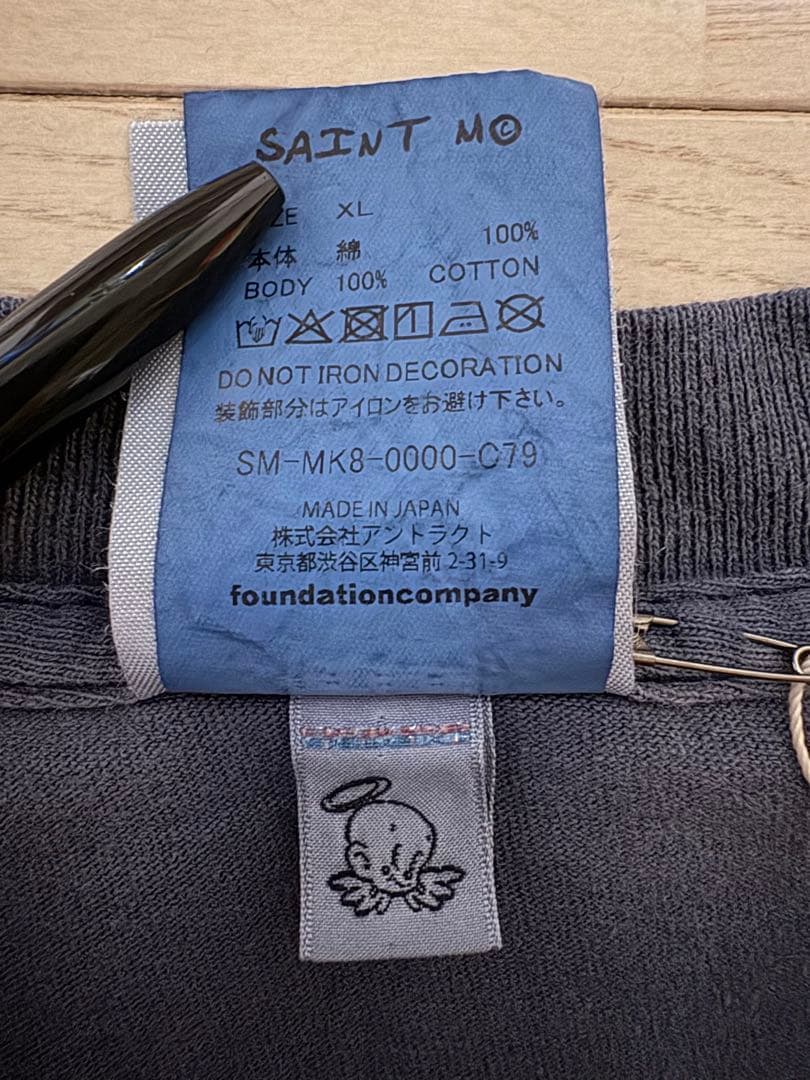 SAINT M©
ZE XL
本体 綿 100%
BODY 100% COTTON
DO NOT IRON DECORATION
装飾部分はアイロンをお避け下さい。
SM-MK8-0000-C79
MADE IN JAPAN
株式会社アントラクト
東京都渋谷区神宮前 2-31-9
foundationcompany